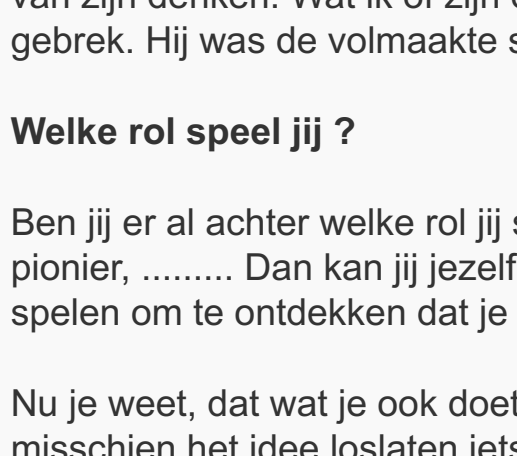 van zijn denken. Wat ik of zijn
gebrek. Hij was de volmaakte
Welke rol speel jij ?
Ben jij er al achter welke rol jij
pionier, ......... Dan kan jij jezelf
spelen om te ontdekken dat je
Nu je weet, dat wat je ook doet
misschien het idee loslaten iets